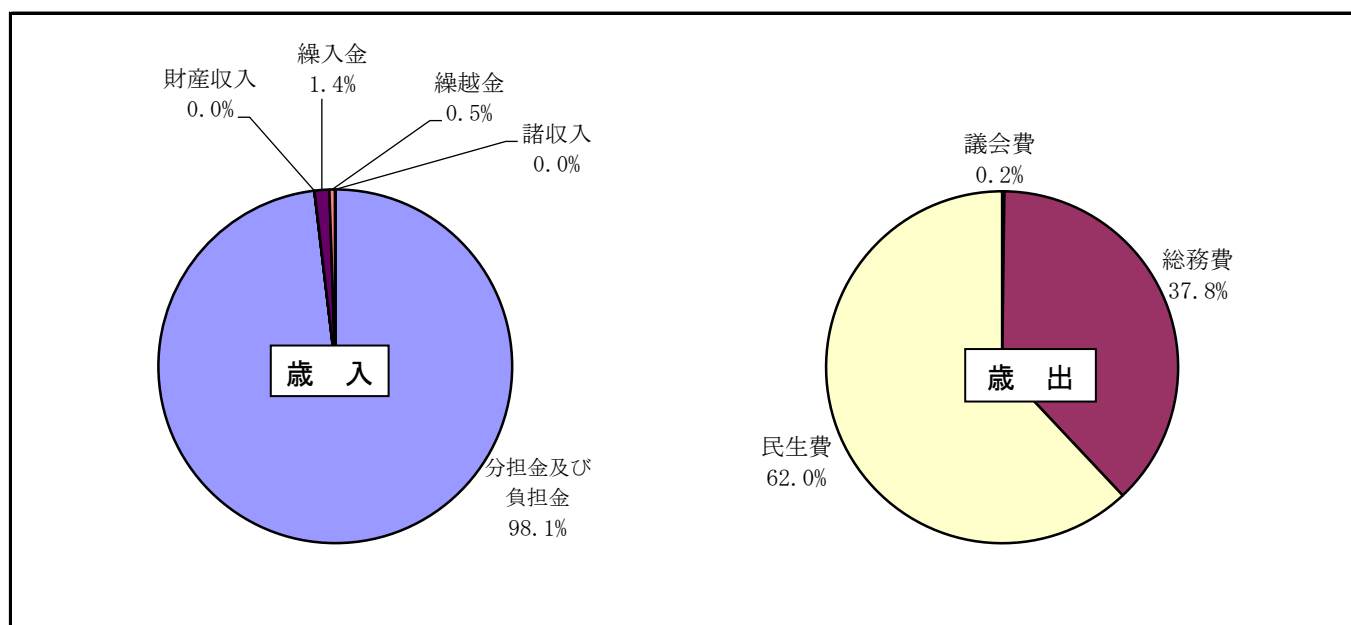 繰入金
1.4%
財産収入
0.0%
繰越金
0.5%
諸収入
0.0%
歳 入
分担金及び
負担金
98.1%
議会費
0.2%
総務費
37.8%
歳 出
民生費
62.0%